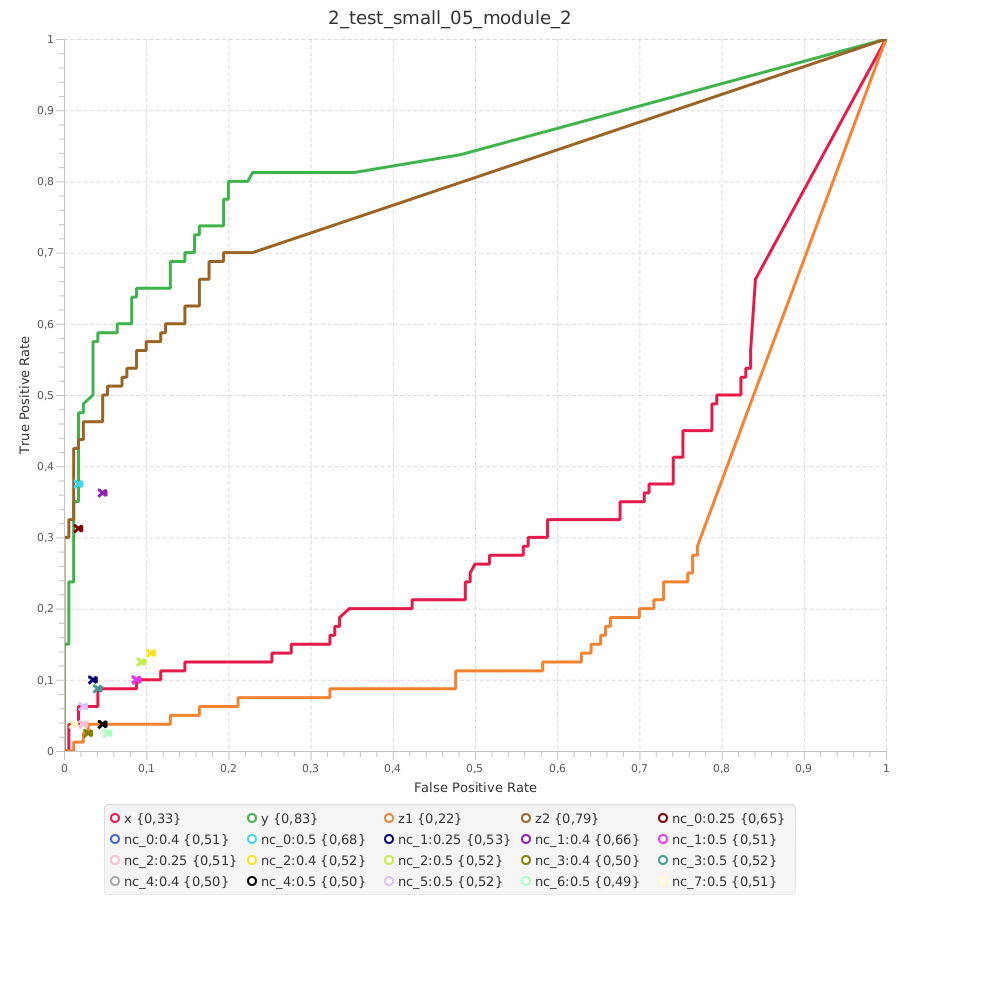 2_test_small_05_module_2
1
0,9
0,8
0,7
0,6
0,5
0,4
0,3
0,2
0,1
0
True Positive Rate
0 0,1 0,2 0,3 0,4 0,5 0,6 0,7 0,8 0,9 1
False Positive Rate
x {0,33} y {0,83} z1 {0,22} z2 {0,79} nc_0:0.25 {0,65}
nc_0:0.4 {0,51} nc_0:0.5 {0,68} nc_1:0.25 {0,53} nc_1:0.4 {0,66} nc_1:0.5 {0,51}
nc_2:0.25 {0,51} nc_2:0.4 {0,52} nc_2:0.5 {0,52} nc_3:0.4 {0,50} nc_3:0.5 {0,52}
nc_4:0.4 {0,50} nc_4:0.5 {0,50} nc_5:0.5 {0,52} nc_6:0.5 {0,49} nc_7:0.5 {0,51}